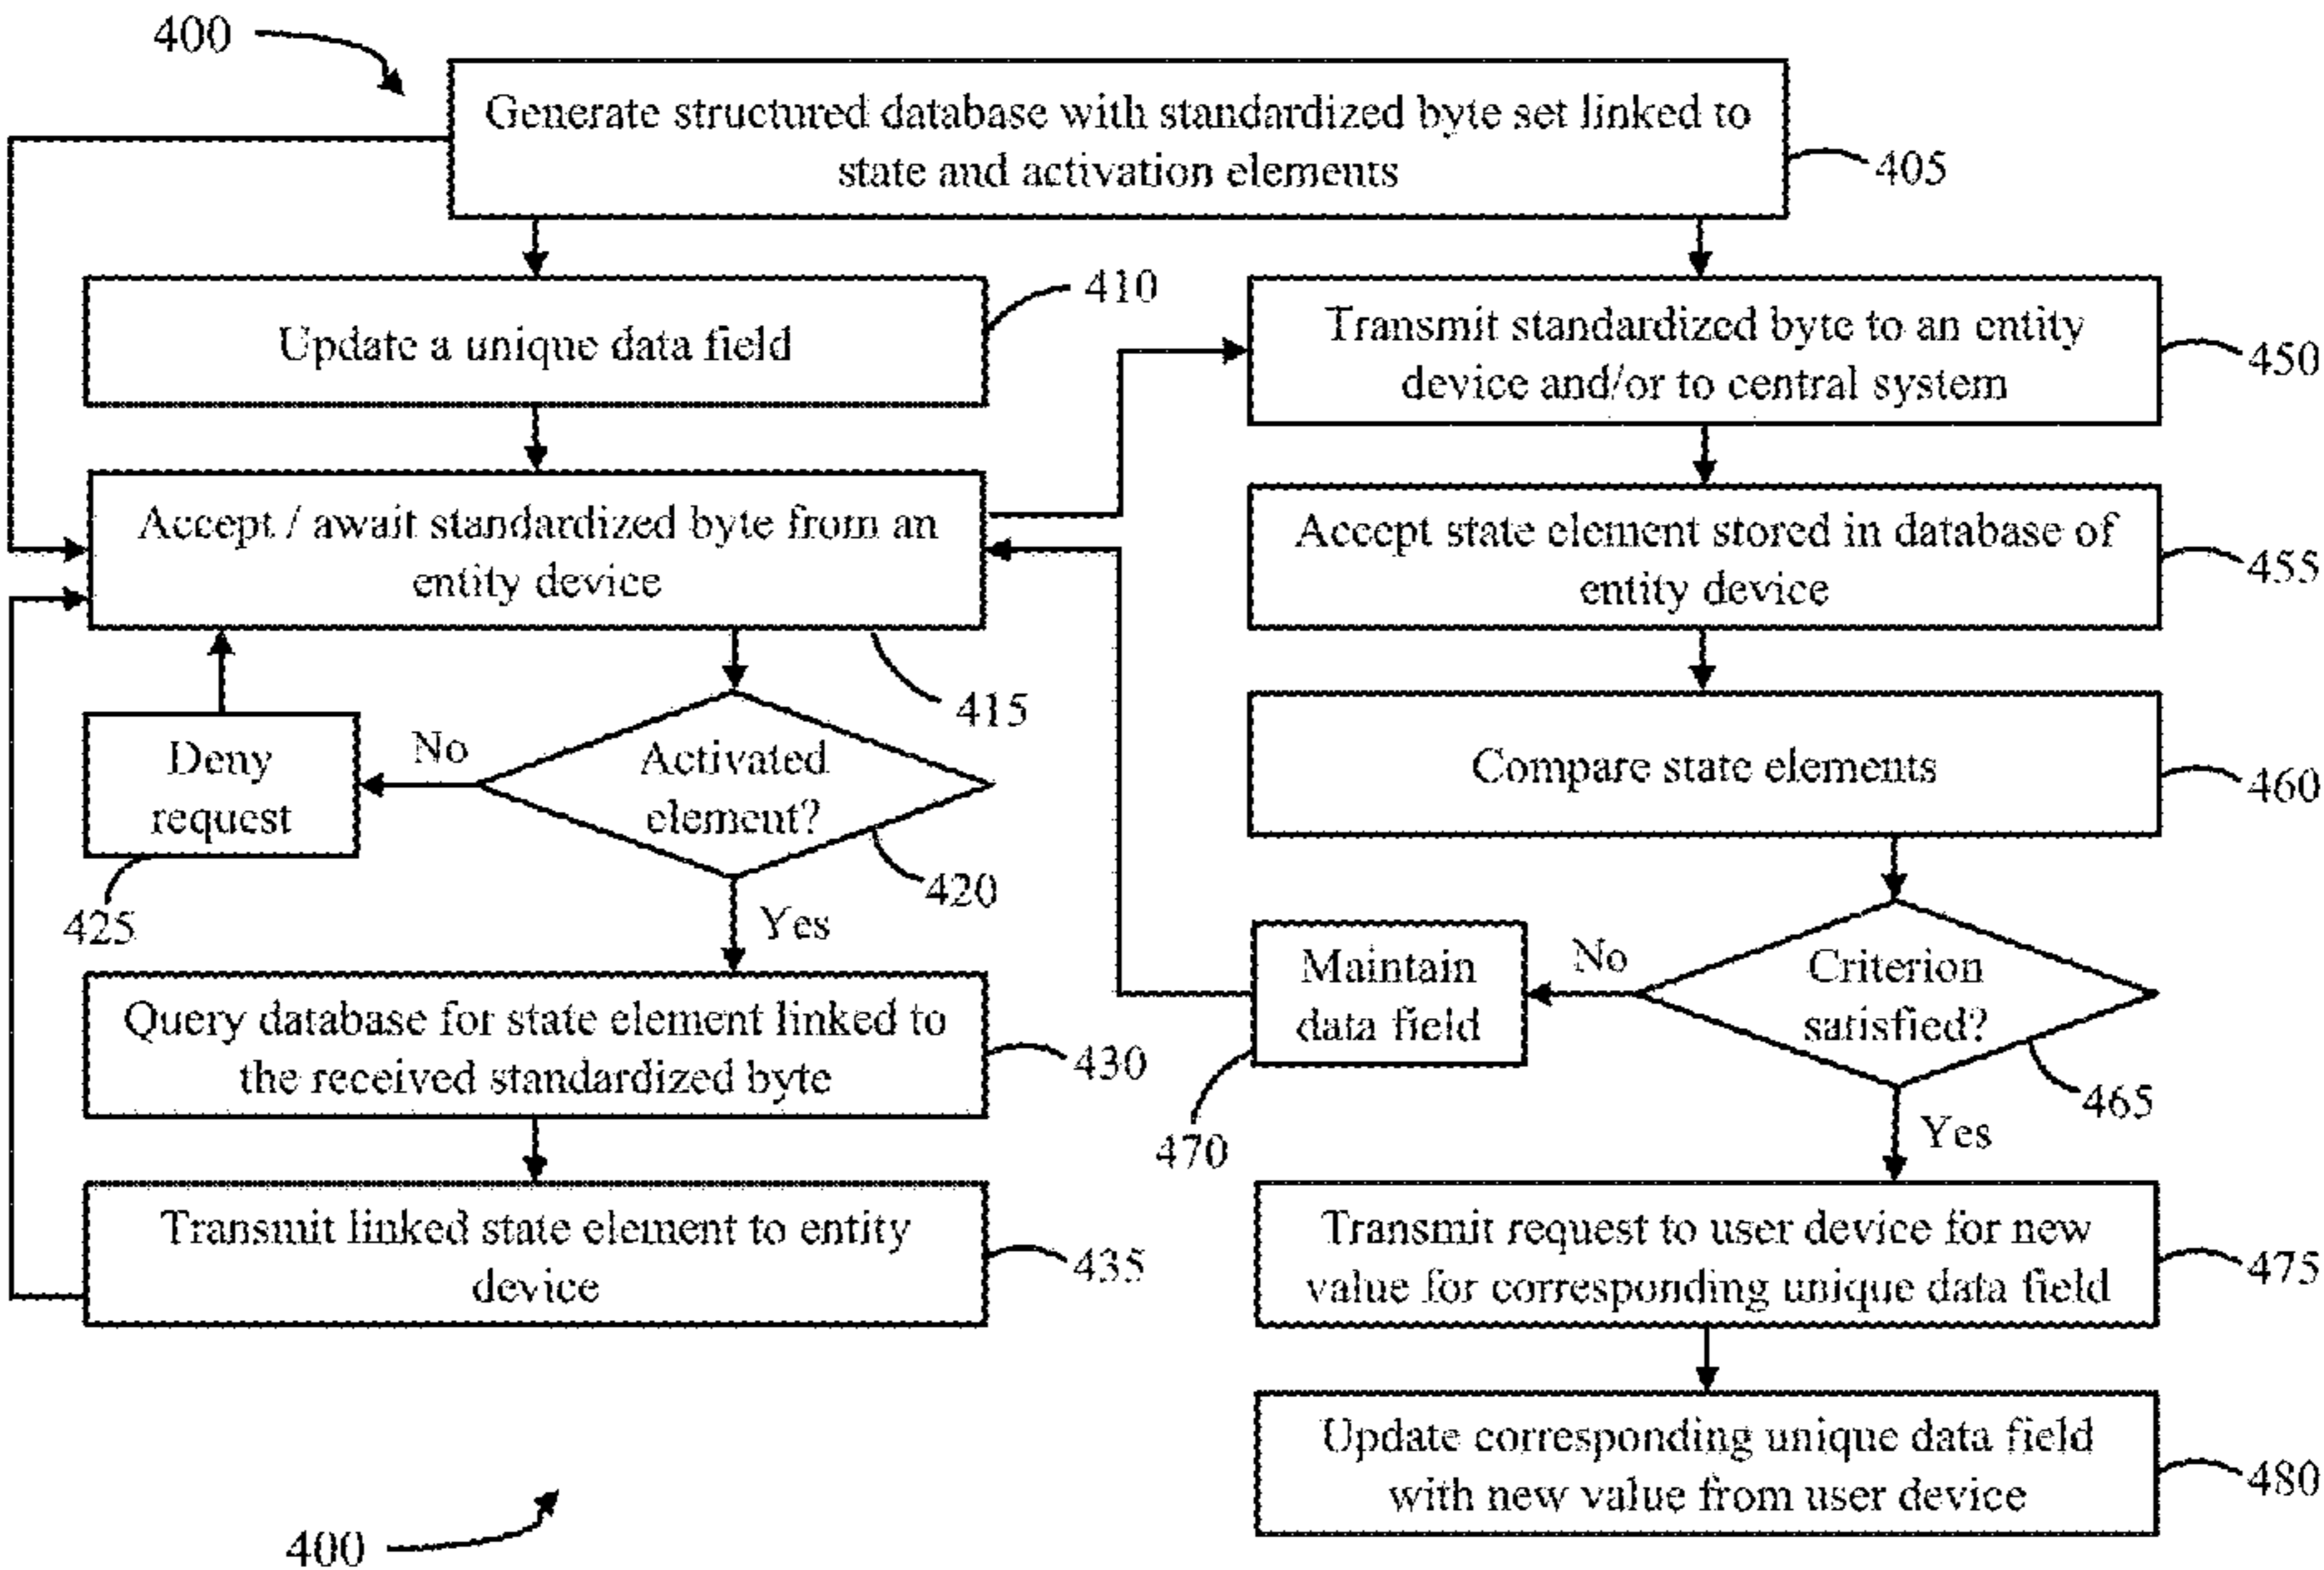 400
Generate structured database with standardized byte set linked to
state and activation elements
405
Update a unique data field
410
Transmit standardized byte to an entity
device and/or to central system
450
Accept / await standardized byte from an
entity device
415
Accept state element stored in database of
entity device
455
Deny
request
425
No
Activated
element?
420
Yes
Compare state elements
460
Maintain
data field
470
No
Criterion
satisfied?
465
Yes
Query database for state element linked to
the received standardized byte
430
Transmit linked state element to entity
device
435
Transmit request to user device for new
value for corresponding unique data field
475
Update corresponding unique data field
with new value from user device
480
400